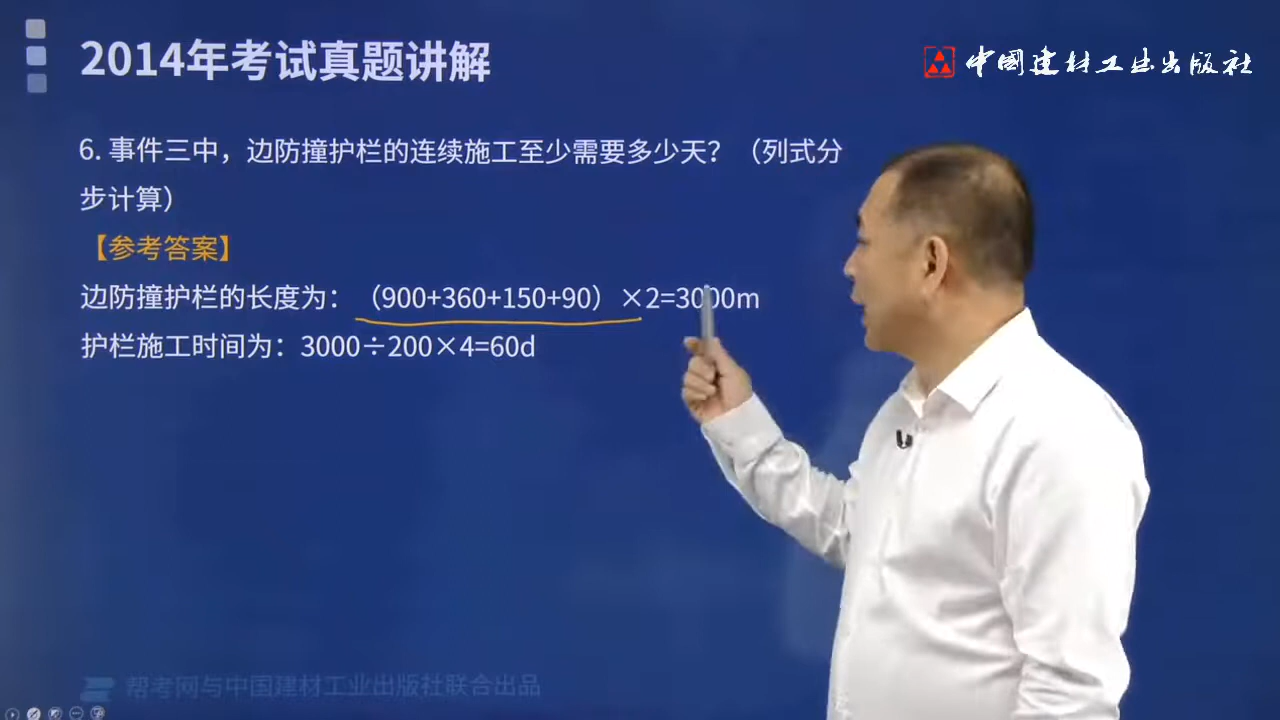 2014年考试真题讲解
中国建材工业出版社
6. 事件三中，边防撞护栏的连续施工至少需要多少天？（列式分
步计算）
【参考答案】
边防撞护栏的长度为：（900+360+150+90）×2=3000m
护栏施工时间为：3000÷200×4=60d
帮考网与中国建材工业出版社联合出品